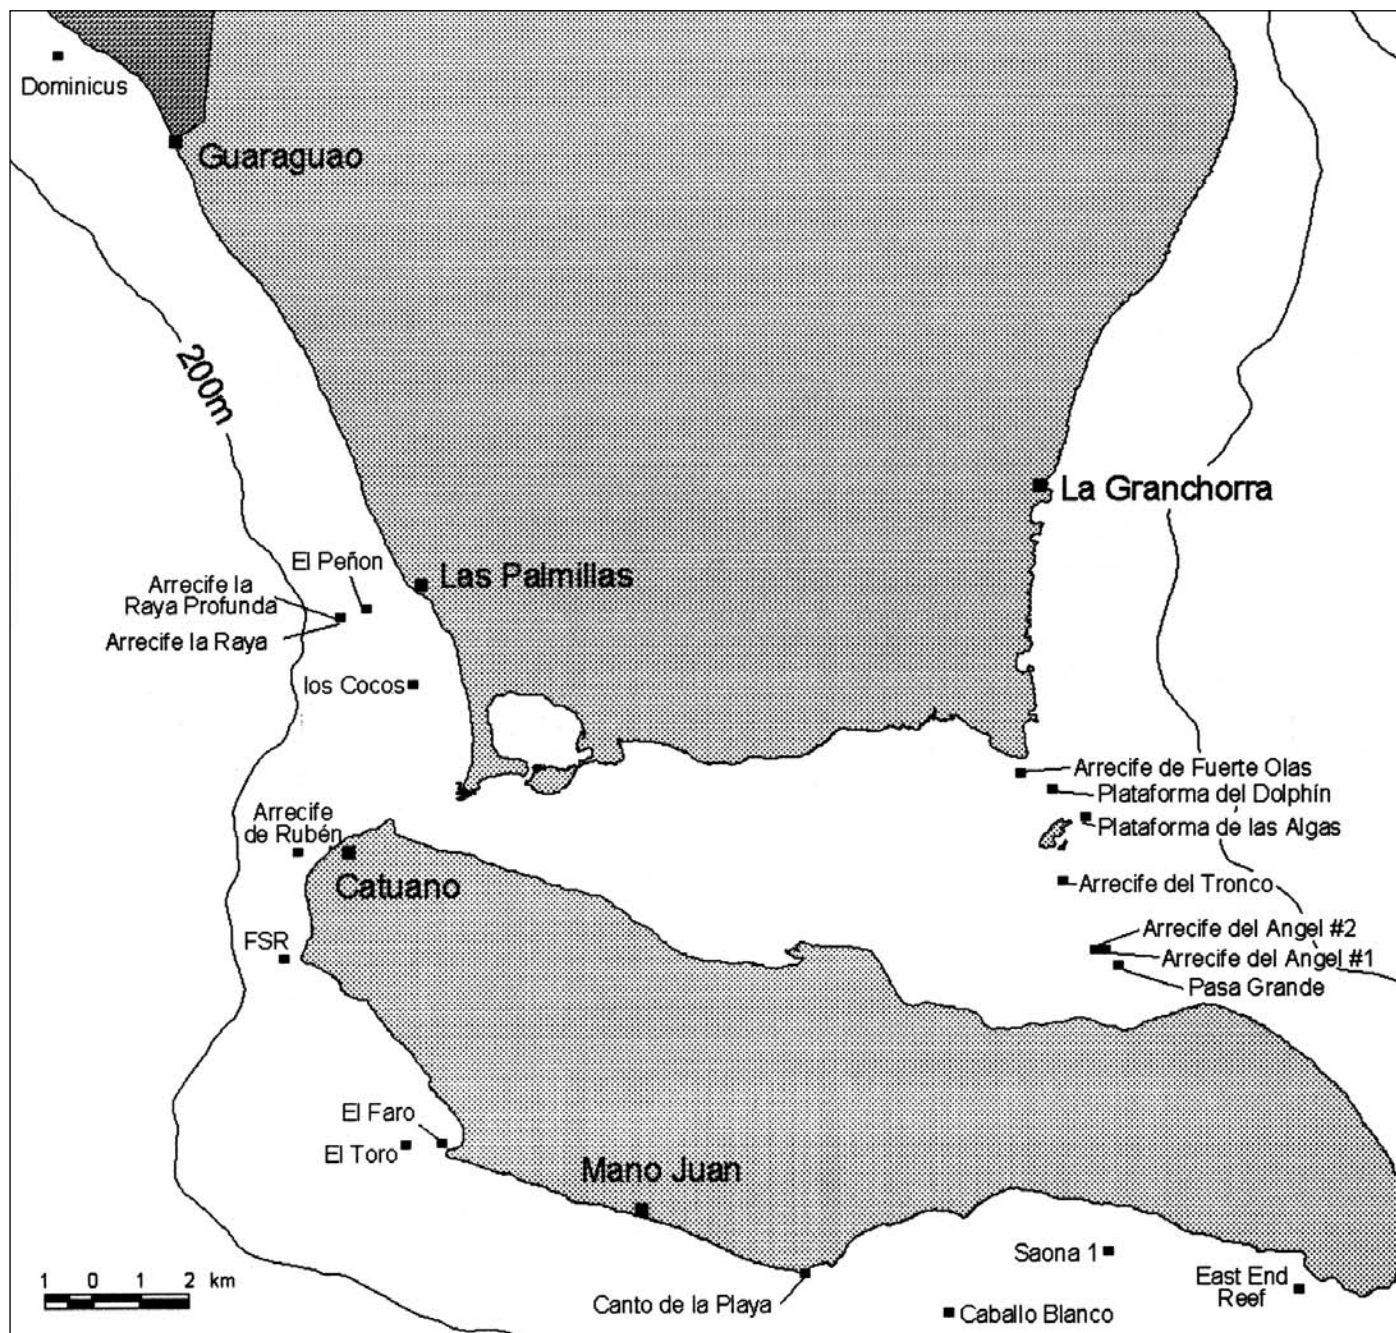 Dominicus
Guaraguao
200m
La Granchorra
El Peñon
Las Palmillas
Arrecife la
Raya Profunda
Arrecife la Raya
los Cocos
Arrecife de Fuerte Olas
Plataforma del Dolphín
Plataforma de las Algas
Arrecife
de Rubén
Catuano
Arrecife del Tronco
FSR
Arrecife del Angel #2
Arrecife del Angel #1
Pasa Grande
El Faro
El Toro
Mano Juan
Saona 1
East End
Reef
1 0 1 2 km
Canto de la Playa
Caballo Blanco